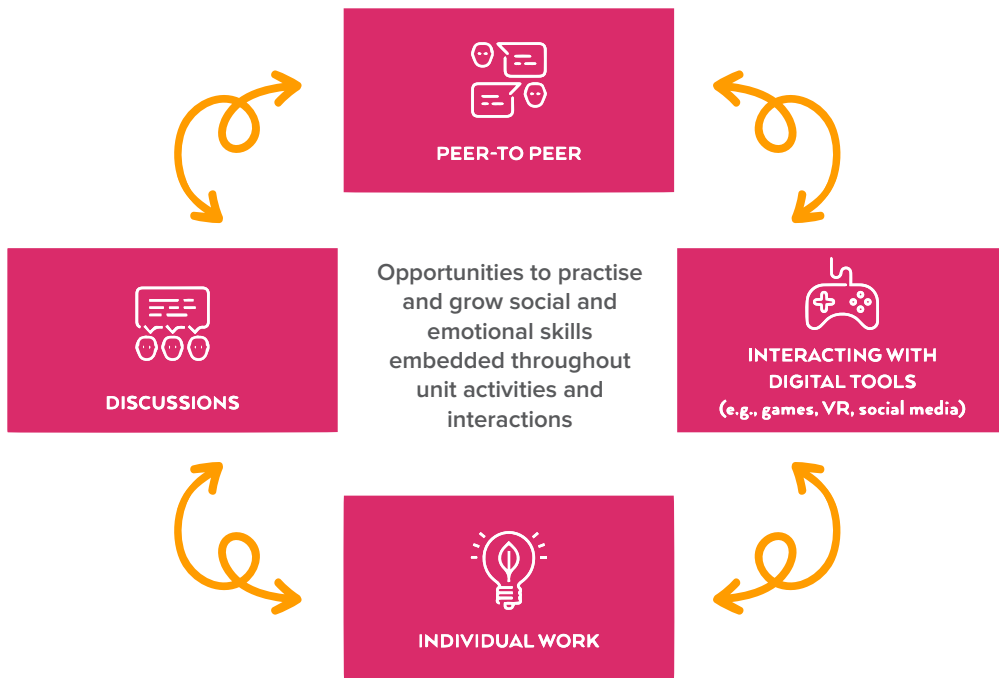 PEER-TO PEER
DISCUSSIONS
Opportunities to practise
and grow social and
emotional skills
embedded throughout
unit activities and
interactions
INTERACTING WITH
DIGITAL TOOLS
(e.g., games, VR, social media)
INDIVIDUAL WORK